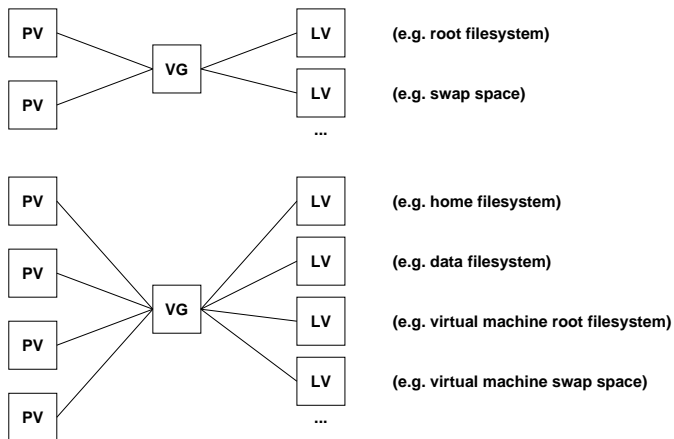 PV LV (e.g. root filesystem)
VG
PV LV (e.g. swap space)
...
PV LV (e.g. home filesystem)
PV LV (e.g. data filesystem)
VG
PV LV (e.g. virtual machine root filesystem)
LV (e.g. virtual machine swap space)
PV ...